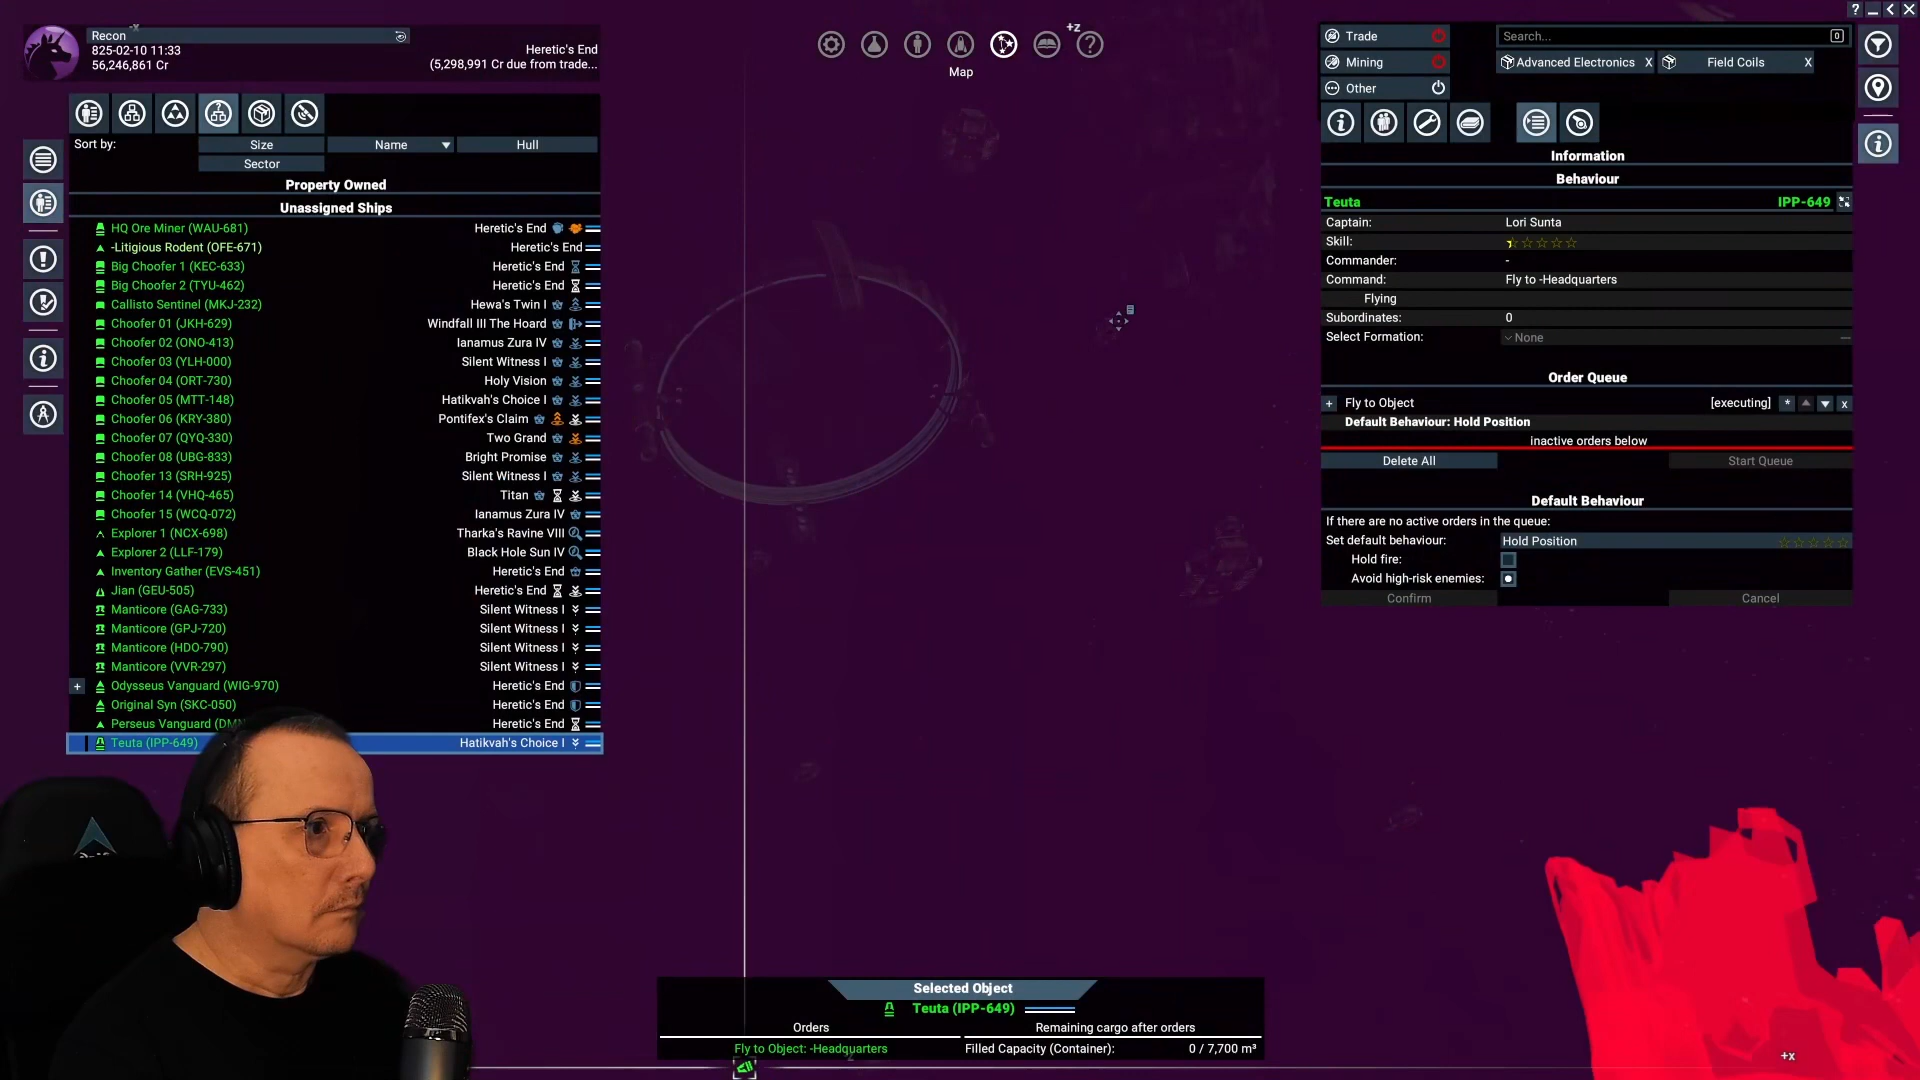 -x
+z
? _ < X
Recon
825-02-10 11:33
56,246,861 Cr
Heretic's End
(5,298,991 Cr due from trade...
Map
Trade
Mining
Other
Search...
0
Advanced Electronics X
Field Coils X
Sort by:
Size
Name
Hull
Sector
Property Owned
Unassigned Ships
HQ Ore Miner (WAU-681) Heretic's End
-Litigious Rodent (OFE-671) Heretic's End
Big Choofer 1 (KEC-633) Heretic's End
Big Choofer 2 (TYU-462) Heretic's End
Callisto Sentinel (MKJ-232) Hewa's Twin I
Choofer 01 (JKH-629) Windfall III The Hoard
Choofer 02 (ONO-413) Ianamus Zura IV
Choofer 03 (YLH-000) Silent Witness I
Choofer 04 (ORT-730) Holy Vision
Choofer 05 (MTT-148) Hatikvah's Choice I
Choofer 06 (KRY-380) Pontifex's Claim
Choofer 07 (QYQ-330) Two Grand
Choofer 08 (UBG-833) Bright Promise
Choofer 13 (SRH-925) Silent Witness I
Choofer 14 (VHQ-465) Titan
Choofer 15 (WCQ-072) Ianamus Zura IV
Explorer 1 (NCX-698) Tharka's Ravine VIII
Explorer 2 (LLF-179) Black Hole Sun IV
Inventory Gather (EVS-451) Heretic's End
Jian (GEU-505) Heretic's End
Manticore (GAG-733) Silent Witness I
Manticore (GPJ-720) Silent Witness I
Manticore (HDO-790) Silent Witness I
Manticore (VVR-297) Silent Witness I
+ Odysseus Vanguard (WIG-970) Heretic's End
Original Syn (SKC-050) Heretic's End
Perseus Vanguard Heretic's End
Teuta (IPP-649) Hatikvah's Choice I
Information
Behaviour
Teuta IPP-649
Captain: Lori Sunta
Skill:
Commander: -
Command: Fly to -Headquarters
Flying
Subordinates: 0
Select Formation: None
Order Queue
+ Fly to Object [executing] * x
Default Behaviour: Hold Position
inactive orders below
Delete All
Start Queue
Default Behaviour
If there are no active orders in the queue:
Set default behaviour: Hold Position
Hold fire:
Avoid high-risk enemies:
Confirm
Cancel
Selected Object
Teuta (IPP-649)
Orders
Remaining cargo after orders
Fly to Object: -Headquarters
Filled Capacity (Container): 0 / 7,700 m³
+x